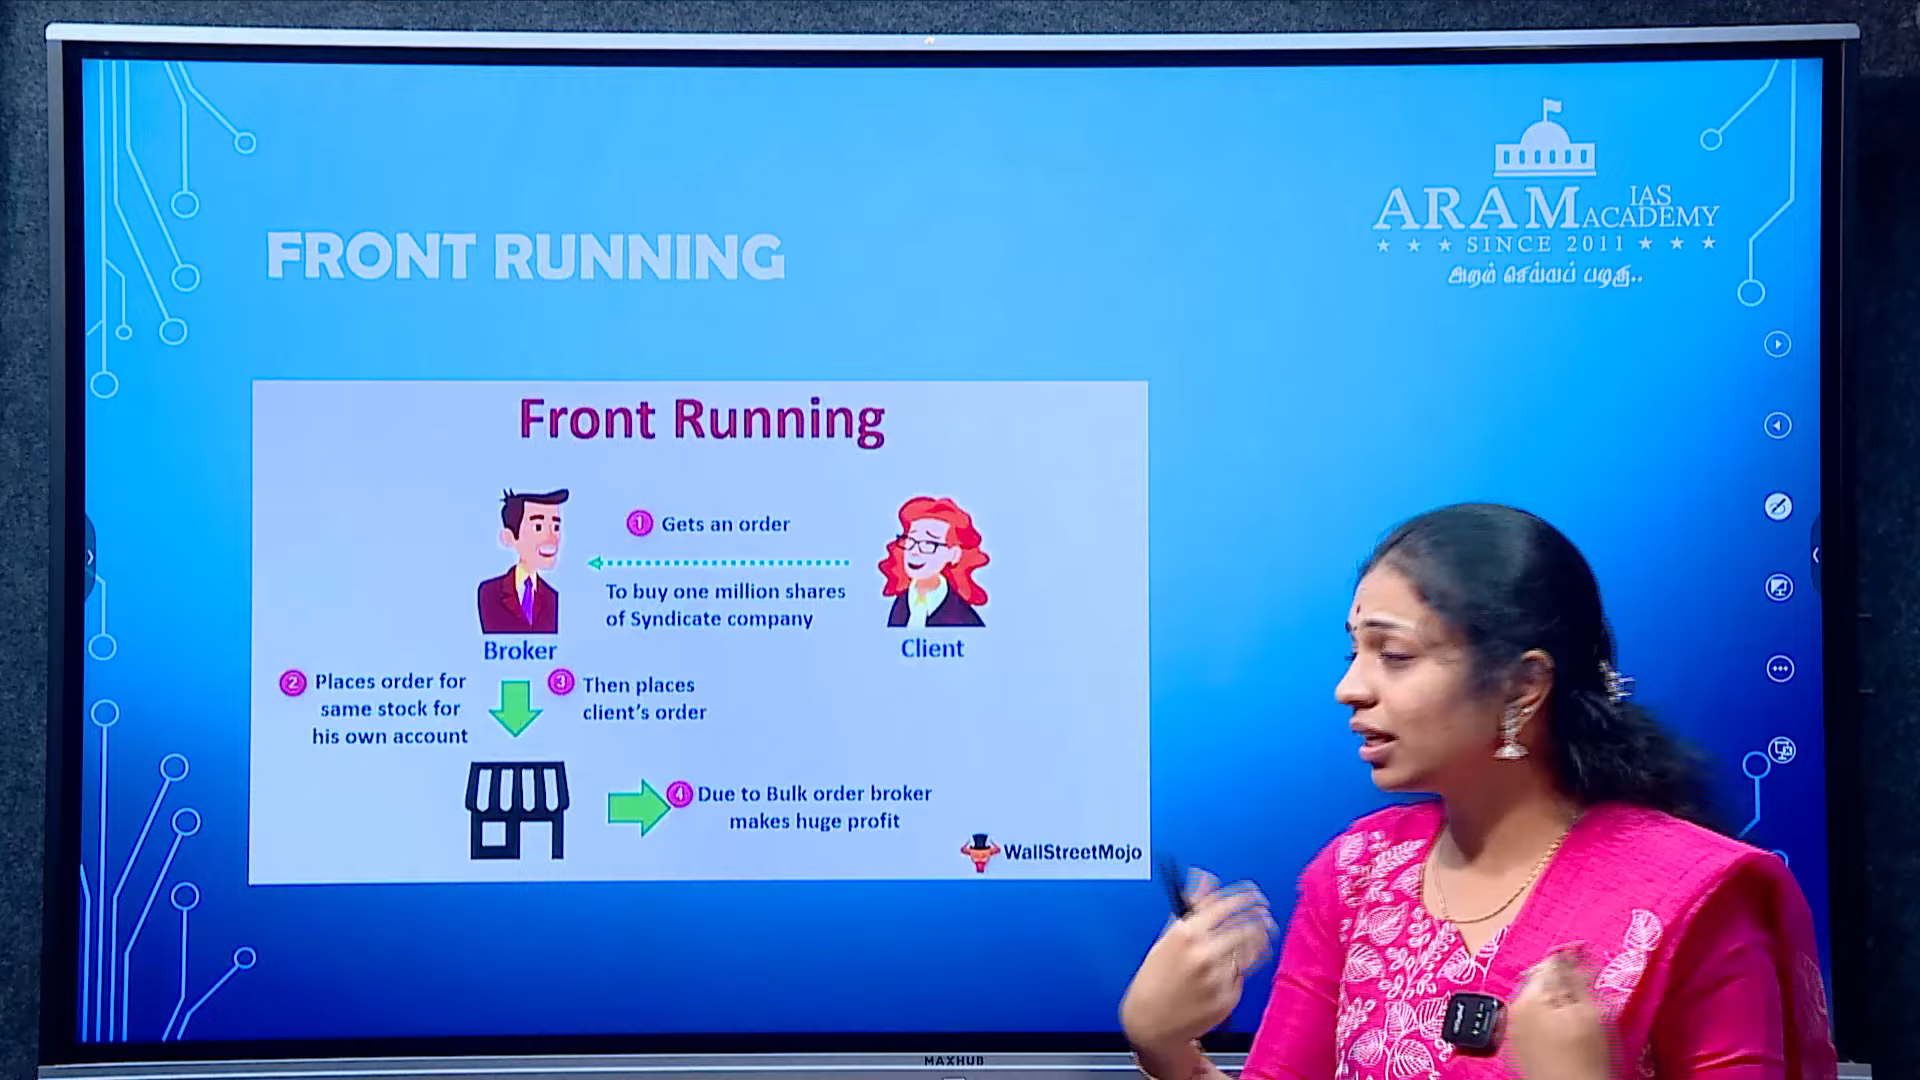 ARAM IAS ACADEMY
★ ★ ★ SINCE 2011 ★ ★ ★
அறம் செய்யப் பழகு..
FRONT RUNNING
Front Running
1 Gets an order
To buy one million shares
of Syndicate company
Broker
Client
2 Places order for
same stock for
his own account
3 Then places
client's order
4 Due to Bulk order broker
makes huge profit
WallStreetMojo
MAXHUB